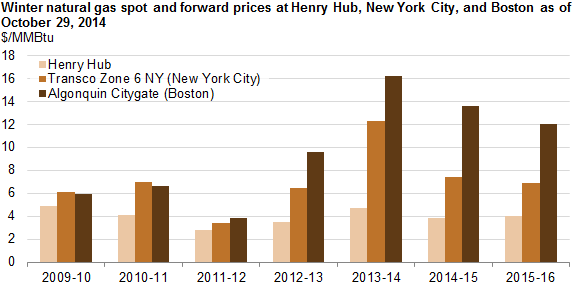 Winter natural gas spot and forward prices at Henry Hub, New York City, and Boston as of
October 29, 2014
$/MMBtu
18
16
14
12
10
8
6
4
2
0
Henry Hub
Transco Zone 6 NY (New York City)
Algonquin Citygate (Boston)
2009-10 2010-11 2011-12 2012-13 2013-14 2014-15 2015-16